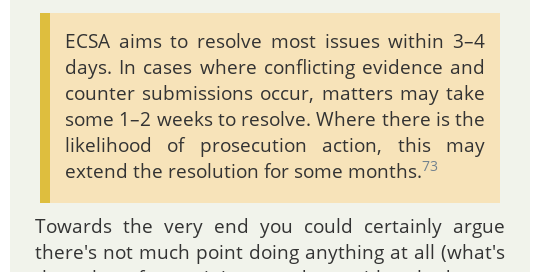 ECSA aims to resolve most issues within 3–4
days. In cases where conflicting evidence and
counter submissions occur, matters may take
some 1–2 weeks to resolve. Where there is the
likelihood of prosecution action, this may
extend the resolution for some months.73
Towards the very end you could certainly argue
there's not much point doing anything at all (what's